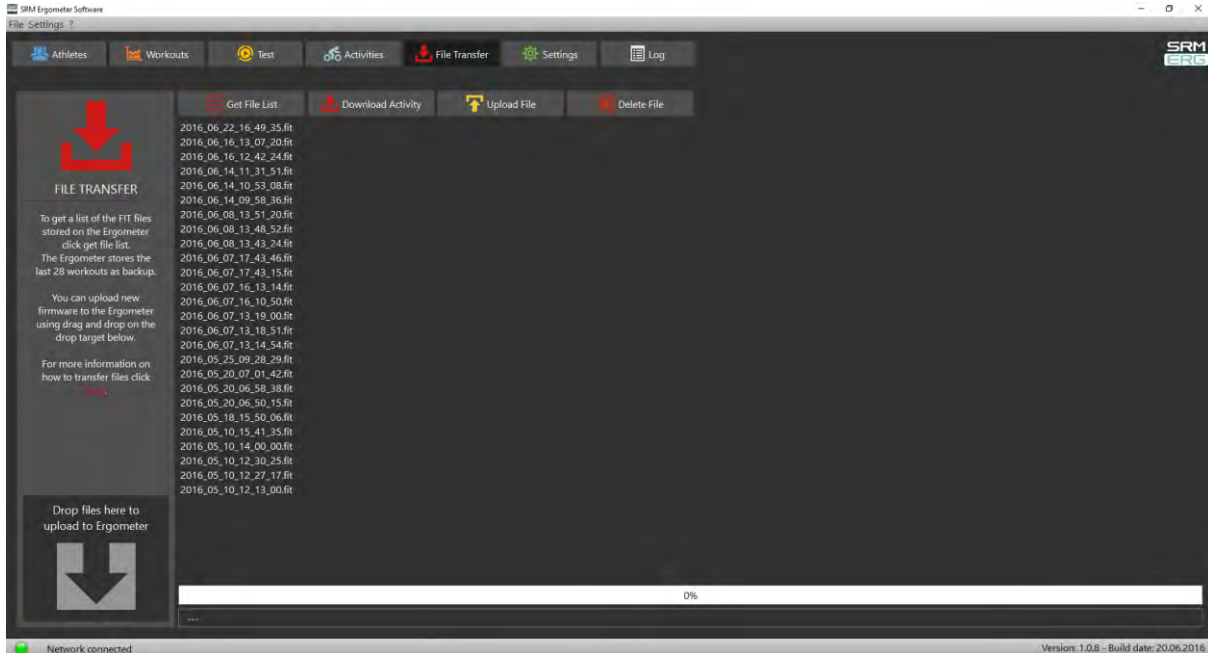 SRM Ergometer Software
File Settings ?
Athletes
Workouts
Test
Activities
File Transfer
Settings
Log
SRM
ERG
Get File List
Download Activity
Upload File
Delete File
FILE TRANSFER
To get a list of the FIT files
stored on the Ergometer
click get file list.
The Ergometer stores the
last 28 workouts as backup.
You can upload new
firmware to the Ergometer
using drag and drop on the
drop target below.
For more information on
how to transfer files click
2016_06_22_16_49_35.fit
2016_06_16_13_07_20.fit
2016_06_16_12_42_24.fit
2016_06_14_11_31_51.fit
2016_06_14_10_53_08.fit
2016_06_14_09_58_36.fit
2016_06_08_13_51_20.fit
2016_06_08_13_48_52.fit
2016_06_08_13_43_24.fit
2016_06_07_17_43_46.fit
2016_06_07_17_43_15.fit
2016_06_07_16_13_14.fit
2016_06_07_16_10_50.fit
2016_06_07_13_19_00.fit
2016_06_07_13_18_51.fit
2016_06_07_13_14_54.fit
2016_05_25_09_28_29.fit
2016_05_20_07_01_42.fit
2016_05_20_06_58_38.fit
2016_05_20_06_50_15.fit
2016_05_18_15_50_06.fit
2016_05_10_15_41_35.fit
2016_05_10_14_00_00.fit
2016_05_10_12_30_25.fit
2016_05_10_12_27_17.fit
2016_05_10_12_13_00.fit
Drop files here to
upload to Ergometer
0%
---
Network connected
Version: 1.0.8 - Build date: 20.06.2016